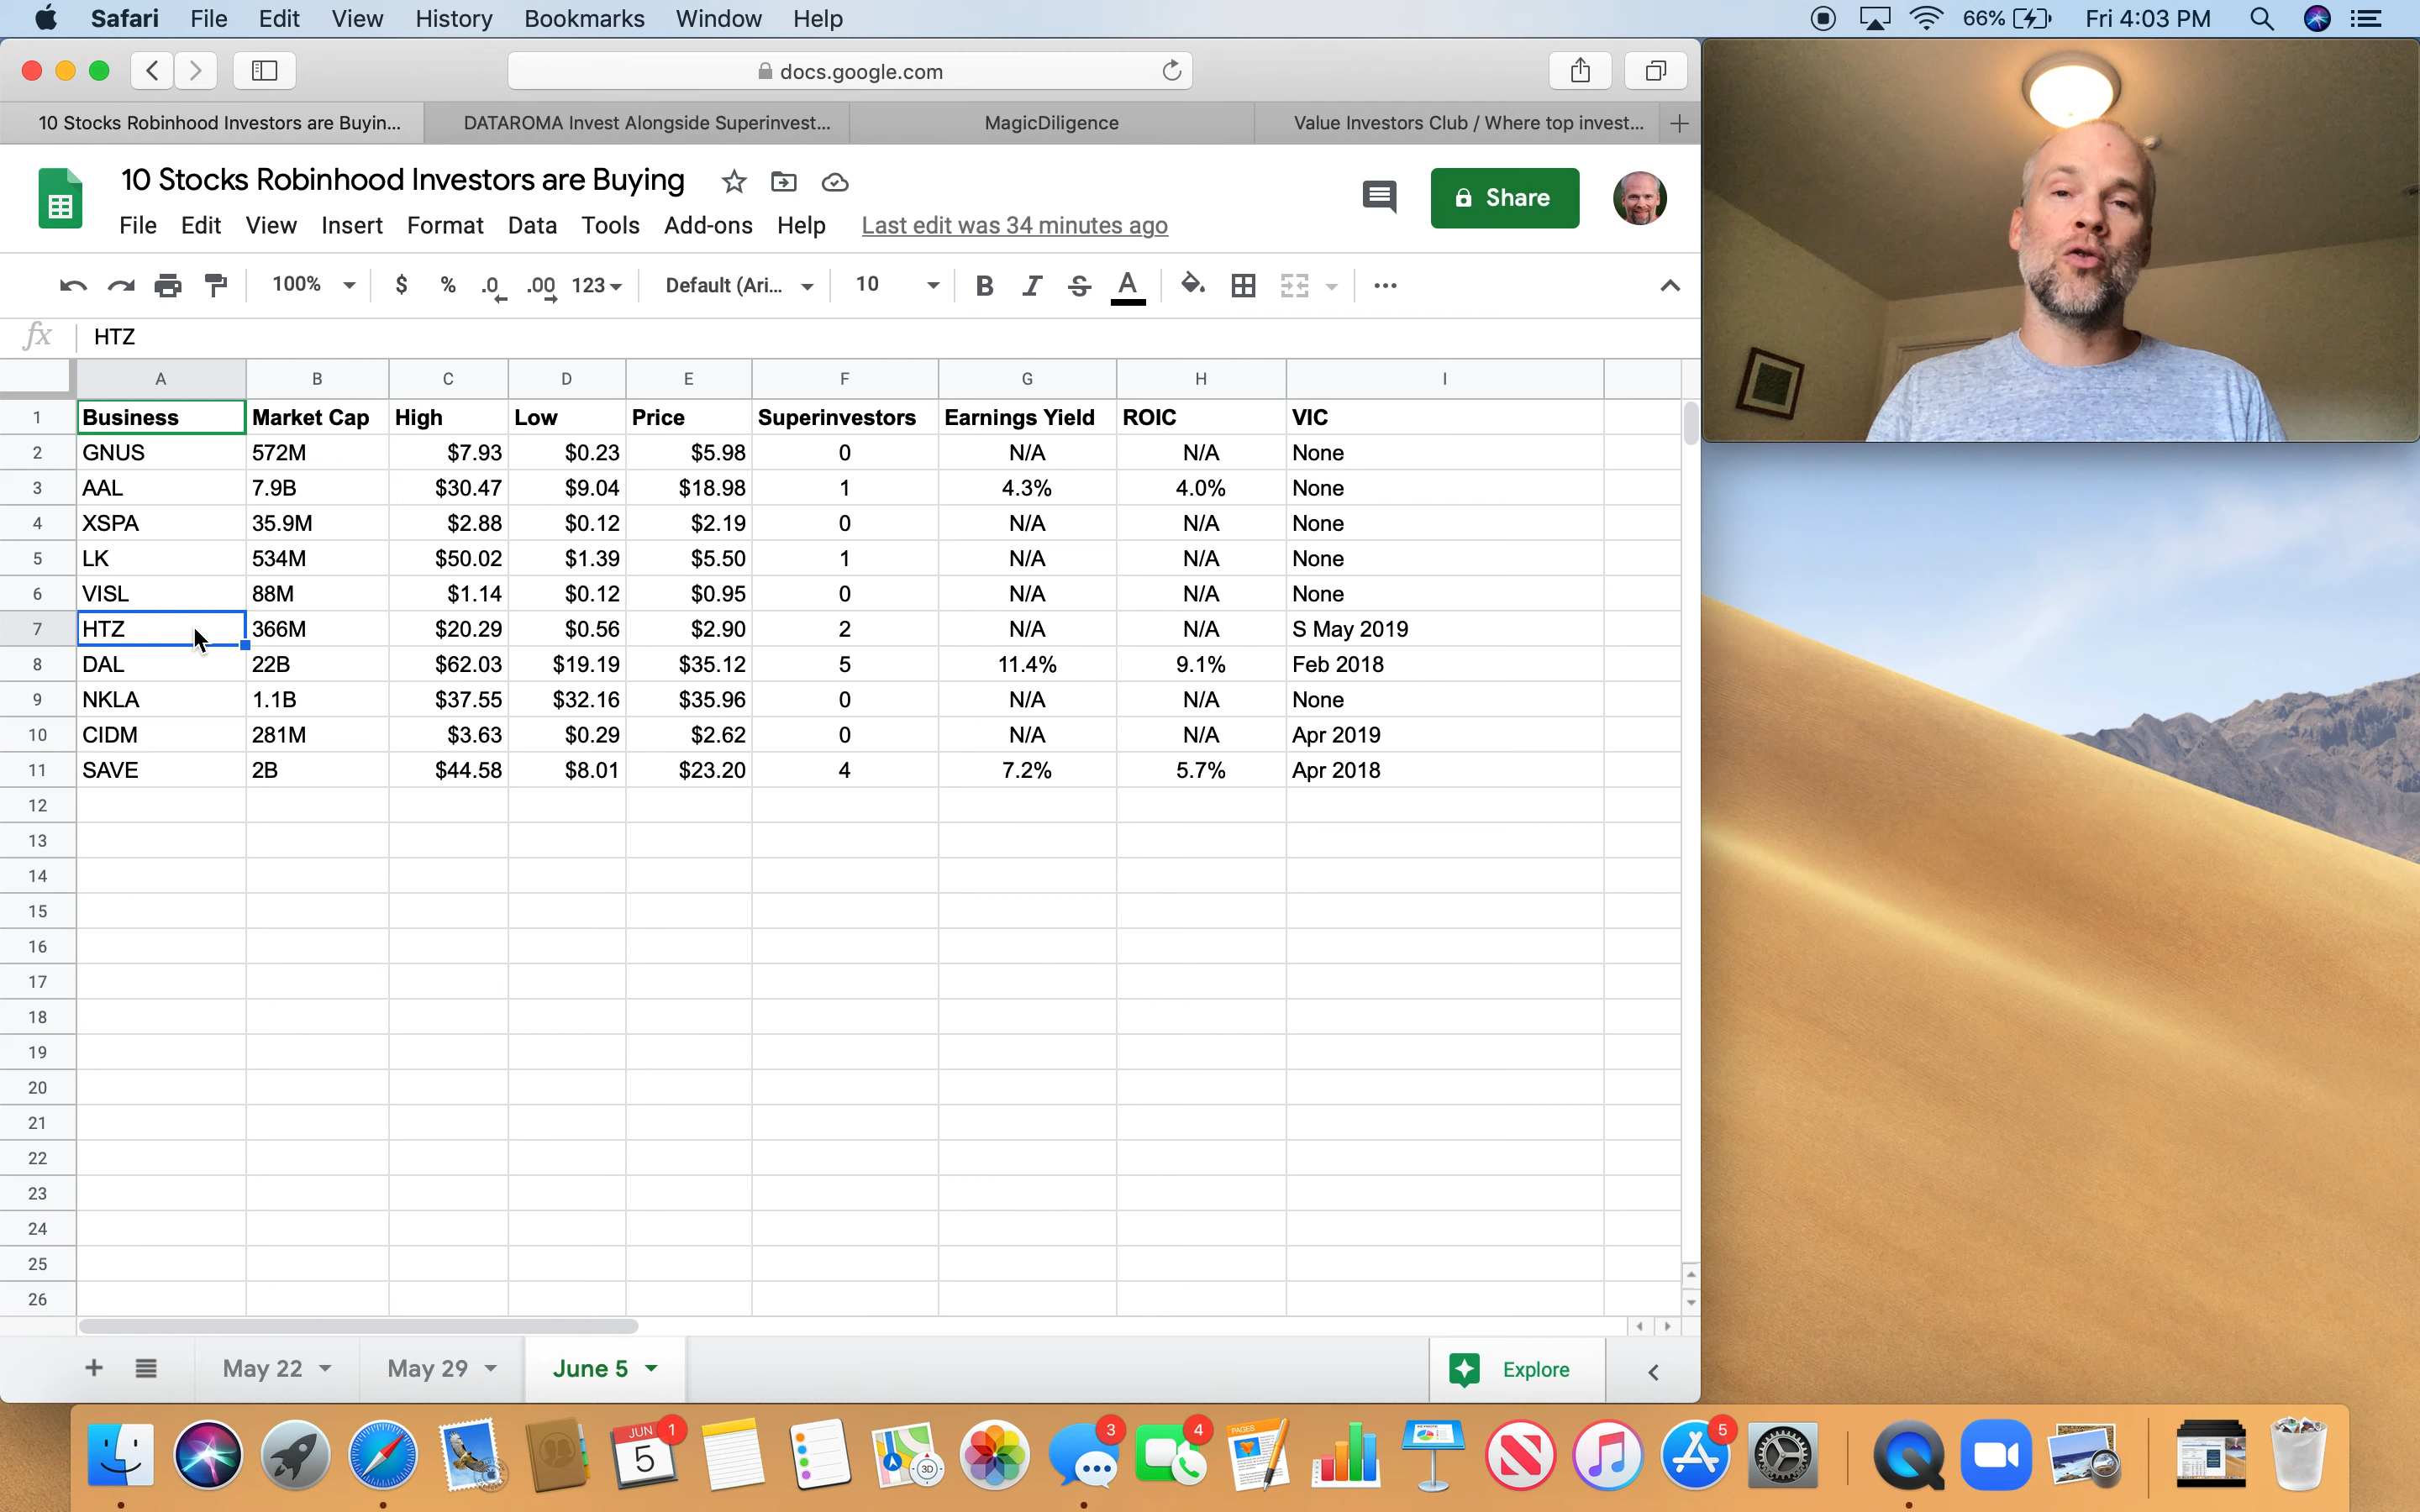 Safari File Edit View History Bookmarks Window Help 66% Fri 4:03 PM
docs.google.com
10 Stocks Robinhood Investors are Buyin... DATAROMA Invest Alongside Superinvest... MagicDiligence Value Investors Club / Where top invest...
10 Stocks Robinhood Investors are Buying
Share
File Edit View Insert Format Data Tools Add-ons Help Last edit was 34 minutes ago
100% $ % .0 .00 123 Default (Ari... 10 B I S A
fx HTZ
A B C D E F G H I
1 Business Market Cap High Low Price Superinvestors Earnings Yield ROIC VIC
2 GNUS 572M $7.93 $0.23 $5.98 0 N/A N/A None
3 AAL 7.9B $30.47 $9.04 $18.98 1 4.3% 4.0% None
4 XSPA 35.9M $2.88 $0.12 $2.19 0 N/A N/A None
5 LK 534M $50.02 $1.39 $5.50 1 N/A N/A None
6 VISL 88M $1.14 $0.12 $0.95 0 N/A N/A None
7 HTZ 366M $20.29 $0.56 $2.90 2 N/A N/A S May 2019
8 DAL 22B $62.03 $19.19 $35.12 5 11.4% 9.1% Feb 2018
9 NKLA 1.1B $37.55 $32.16 $35.96 0 N/A N/A None
10 CIDM 281M $3.63 $0.29 $2.62 0 N/A N/A Apr 2019
11 SAVE 2B $44.58 $8.01 $23.20 4 7.2% 5.7% Apr 2018
12
13
14
15
16
17
18
19
20
21
22
23
24
25
26
May 22 May 29 June 5 Explore
JUN 5 1 3D 3 4 PAGES 5